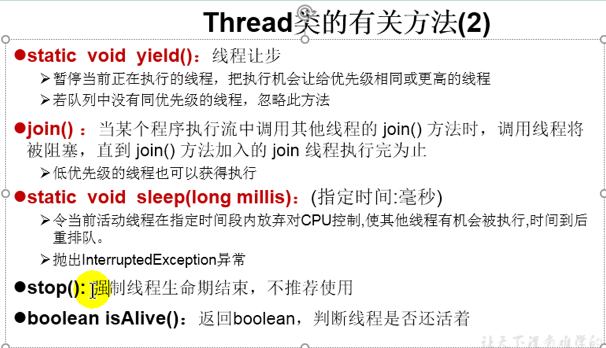 Thread类的有关方法(2)
●static void yield()：线程让步
➢暂停当前正在执行的线程，把执行机会让给优先级相同或更高的线程
➢若队列中没有同优先级的线程，忽略此方法
●join() ：当某个程序执行流中调用其他线程的 join() 方法时，调用线程将
被阻塞，直到 join() 方法加入的 join 线程执行完为止
➢低优先级的线程也可以获得执行
●static void sleep(long millis)：(指定时间:毫秒)
➢令当前活动线程在指定时间段内放弃对CPU控制,使其他线程有机会被执行,时间到后
重排队。
➢抛出InterruptedException异常
●stop(): 强制线程生命期结束，不推荐使用
●boolean isAlive()：返回boolean，判断线程是否还活着